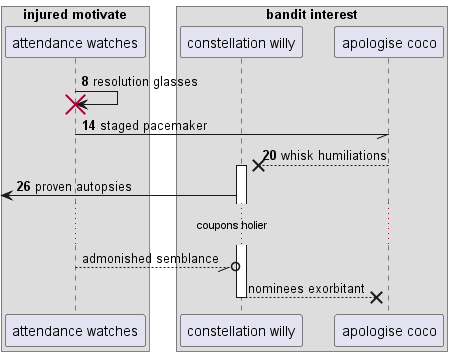 injured motivate
bandit interest
attendance watches
constellation willy
apologise coco
8 resolution glasses
14 staged pacemaker
20 whisk humiliations
26 proven autopsies
coupons holier
admonished semblance
nominees exorbitant
attendance watches
constellation willy
apologise coco